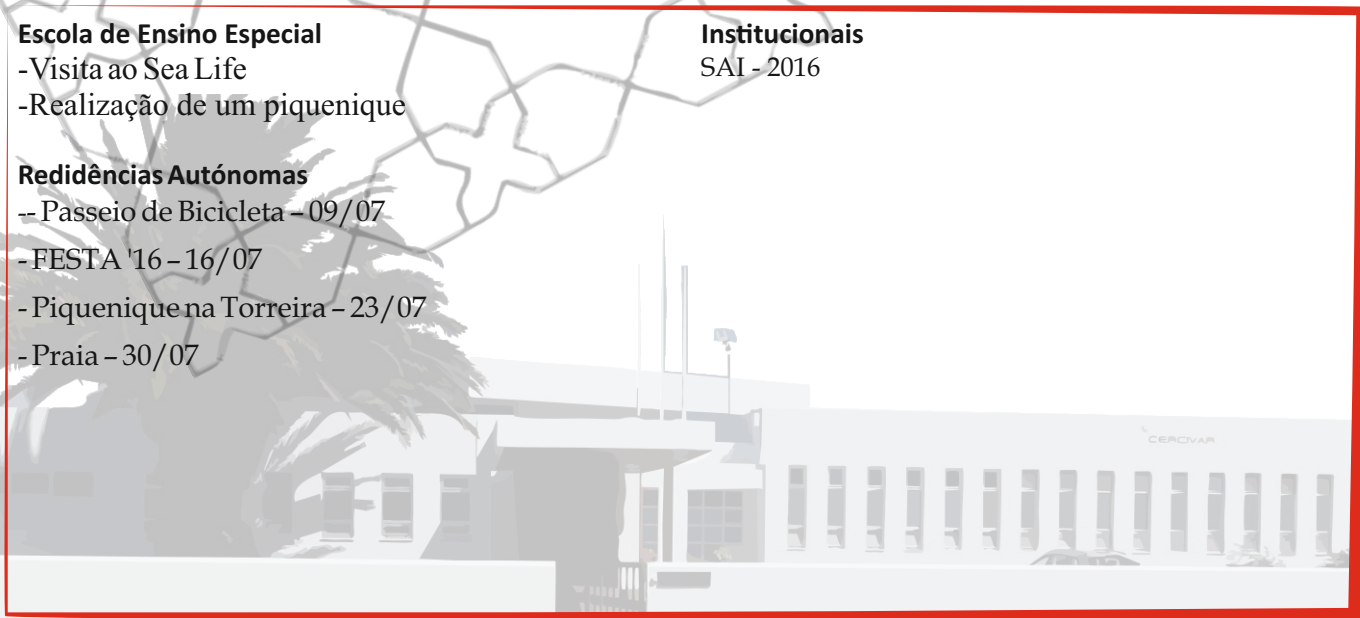 Escola de Ensino Especial
-Visita ao Sea Life
-Realização de um piquenique
Redidências Autónomas
-- Passeio de Bicicleta – 09/07
- FESTA '16 – 16/07
- Piquenique na Torreira – 23/07
- Praia – 30/07
Institucionais
SAI - 2016
CERCIVAR